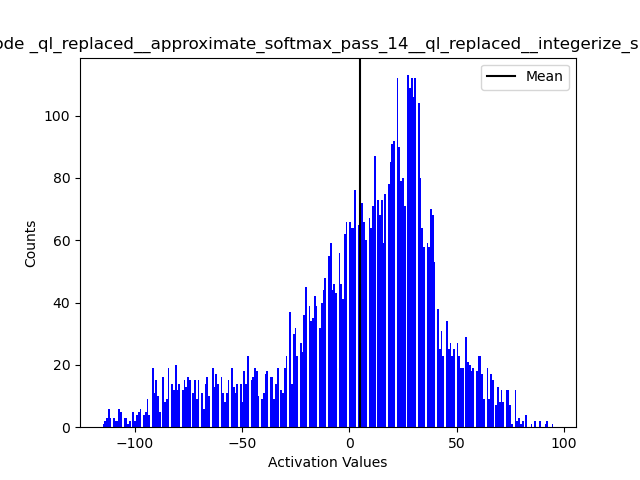 ode _ql_replaced__approximate_softmax_pass_14__ql_replaced__integerize_s
Mean
Counts
100
80
60
40
20
0
−100
−50
0
50
100
Activation Values